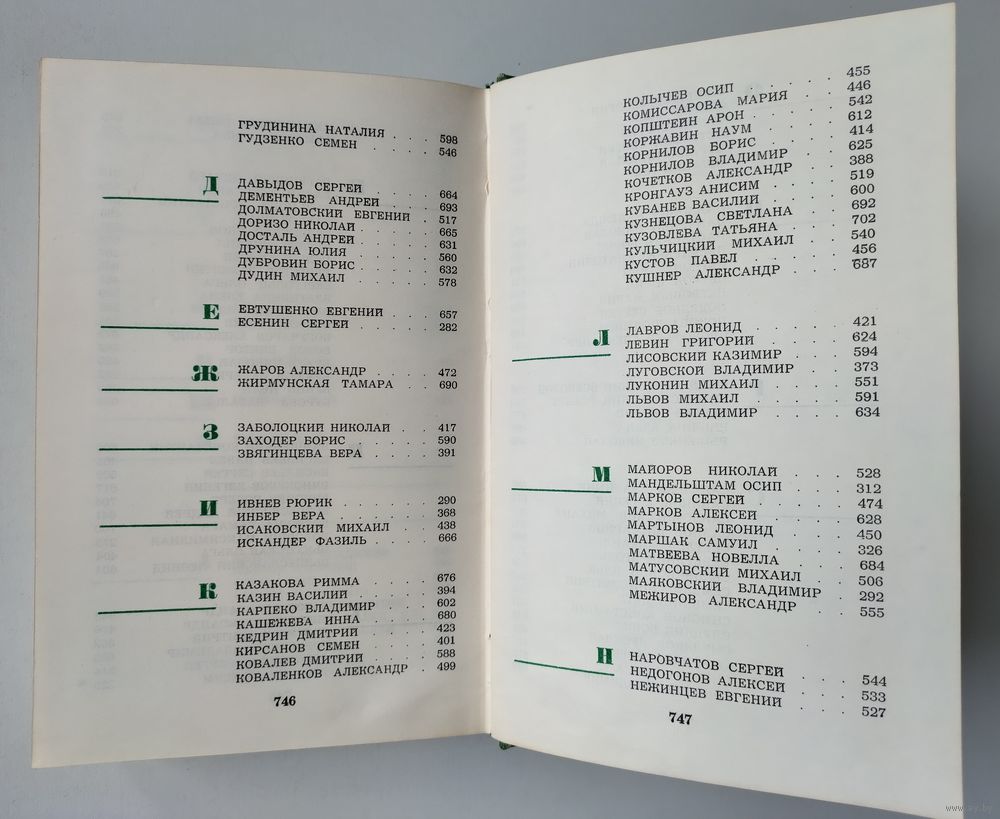 ГРУДИНИНА НАТАЛИЯ . . . 598
ГУДЗЕНКО СЕМЕН . . . . 546
Д
ДАВЫДОВ СЕРГЕЙ . . . . 664
ДЕМЕНТЬЕВ АНДРЕЙ . . . 693
ДОЛМАТОВСКИЙ ЕВГЕНИЙ . 517
ДОРИЗО НИКОЛАЙ . . . . 665
ДОСТАЛЬ АНДРЕЙ . . . . 631
ДРУНИНА ЮЛИЯ . . . . 560
ДУБРОВИН БОРИС . . . . 632
ДУДИН МИХАИЛ . . . . 578
Е
ЕВТУШЕНКО ЕВГЕНИЙ . . . 657
ЕСЕНИН СЕРГЕЙ . . . . 282
Ж
ЖАРОВ АЛЕКСАНДР . . . . 472
ЖИРМУНСКАЯ ТАМАРА . . . 690
З
ЗАБОЛОЦКИЙ НИКОЛАЙ . . 417
ЗАХОДЕР БОРИС . . . . 590
ЗВЯГИНЦЕВА ВЕРА . . . . 391
И
ИВНЕВ РЮРИК . . . . 290
ИНБЕР ВЕРА . . . . 368
ИСАКОВСКИЙ МИХАИЛ . . 438
ИСКАНДЕР ФАЗИЛЬ . . . 666
К
КАЗАКОВА РИММА . . . . 676
КАЗИН ВАСИЛИЙ . . . . 394
КАРПЕКО ВЛАДИМИР . . . 602
КАШЕЖЕВА ИННА . . . . 680
КЕДРИН ДМИТРИЙ . . . . 423
КИРСАНОВ СЕМЕН . . . . 401
КОВАЛЕВ ДМИТРИЙ . . . . 588
КОВАЛЕНКОВ АЛЕКСАНДР . 499
746
КОЛЫЧЕВ ОСИП . . . . 455
КОМИССАРОВА МАРИЯ . . 446
КОПШТЕЙН АРОН . . . . 542
КОРЖАВИН НАУМ . . . . 612
КОРНИЛОВ БОРИС . . . . 414
КОРНИЛОВ ВЛАДИМИР . . 625
КОЧЕТКОВ АЛЕКСАНДР . . 388
КРОНГАУЗ АНИСИМ . . . 519
КУБАНЕВ ВАСИЛИЙ . . . 600
КУЗНЕЦОВА СВЕТЛАНА . . 692
КУЗОВЛЕВА ТАТЬЯНА . . 702
КУЛЬЧИЦКИЙ МИХАИЛ . . 540
КУСТОВ ПАВЕЛ . . . . 456
КУШНЕР АЛЕКСАНДР . . . 687
Л
ЛАВРОВ ЛЕОНИД . . . . 421
ЛЕВИН ГРИГОРИЙ . . . . 624
ЛИСОВСКИЙ КАЗИМИР . . . 594
ЛУГОВСКОЙ ВЛАДИМИР . . 373
ЛУКОНИН МИХАИЛ . . . . 551
ЛЬВОВ МИХАИЛ . . . . . 591
ЛЬВОВ ВЛАДИМИР . . . . 634
М
МАЙОРОВ НИКОЛАЙ . . . 528
МАНДЕЛЬШТАМ ОСИП . . . 312
МАРКОВ СЕРГЕЙ . . . . 474
МАРКОВ АЛЕКСЕЙ . . . . 628
МАРТЫНОВ ЛЕОНИД . . . 450
МАРШАК САМУИЛ . . . . 326
МАТВЕЕВА НОВЕЛЛА . . . 684
МАТУСОВСКИЙ МИХАИЛ . . 506
МАЯКОВСКИЙ ВЛАДИМИР . 292
МЕЖИРОВ АЛЕКСАНДР . . 555
Н
НАРОВЧАТОВ СЕРГЕЙ . . . 544
НЕДОГОНОВ АЛЕКСЕЙ . . . 533
НЕЖИНЦЕВ ЕВГЕНИЙ . . . 527
747